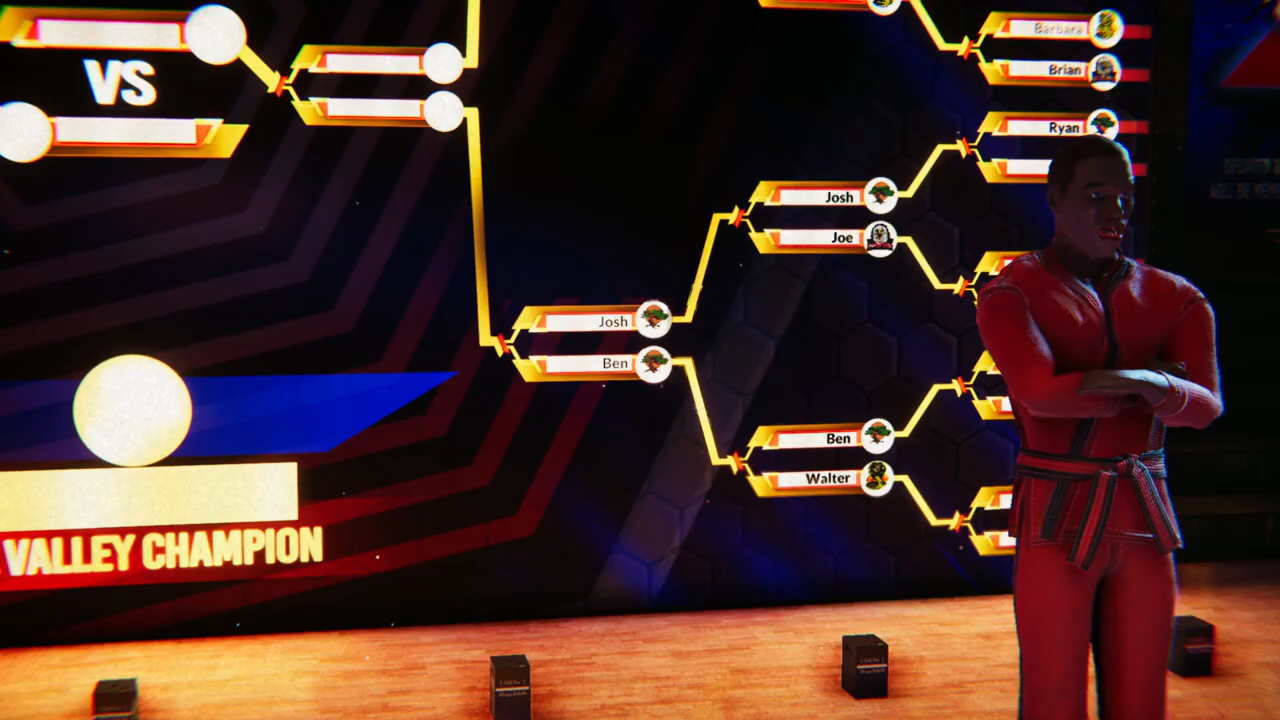 VS
Barbara
Brian
Ryan
Josh
Joe
Josh
Ben
Ben
Walter
VALLEY CHAMPION